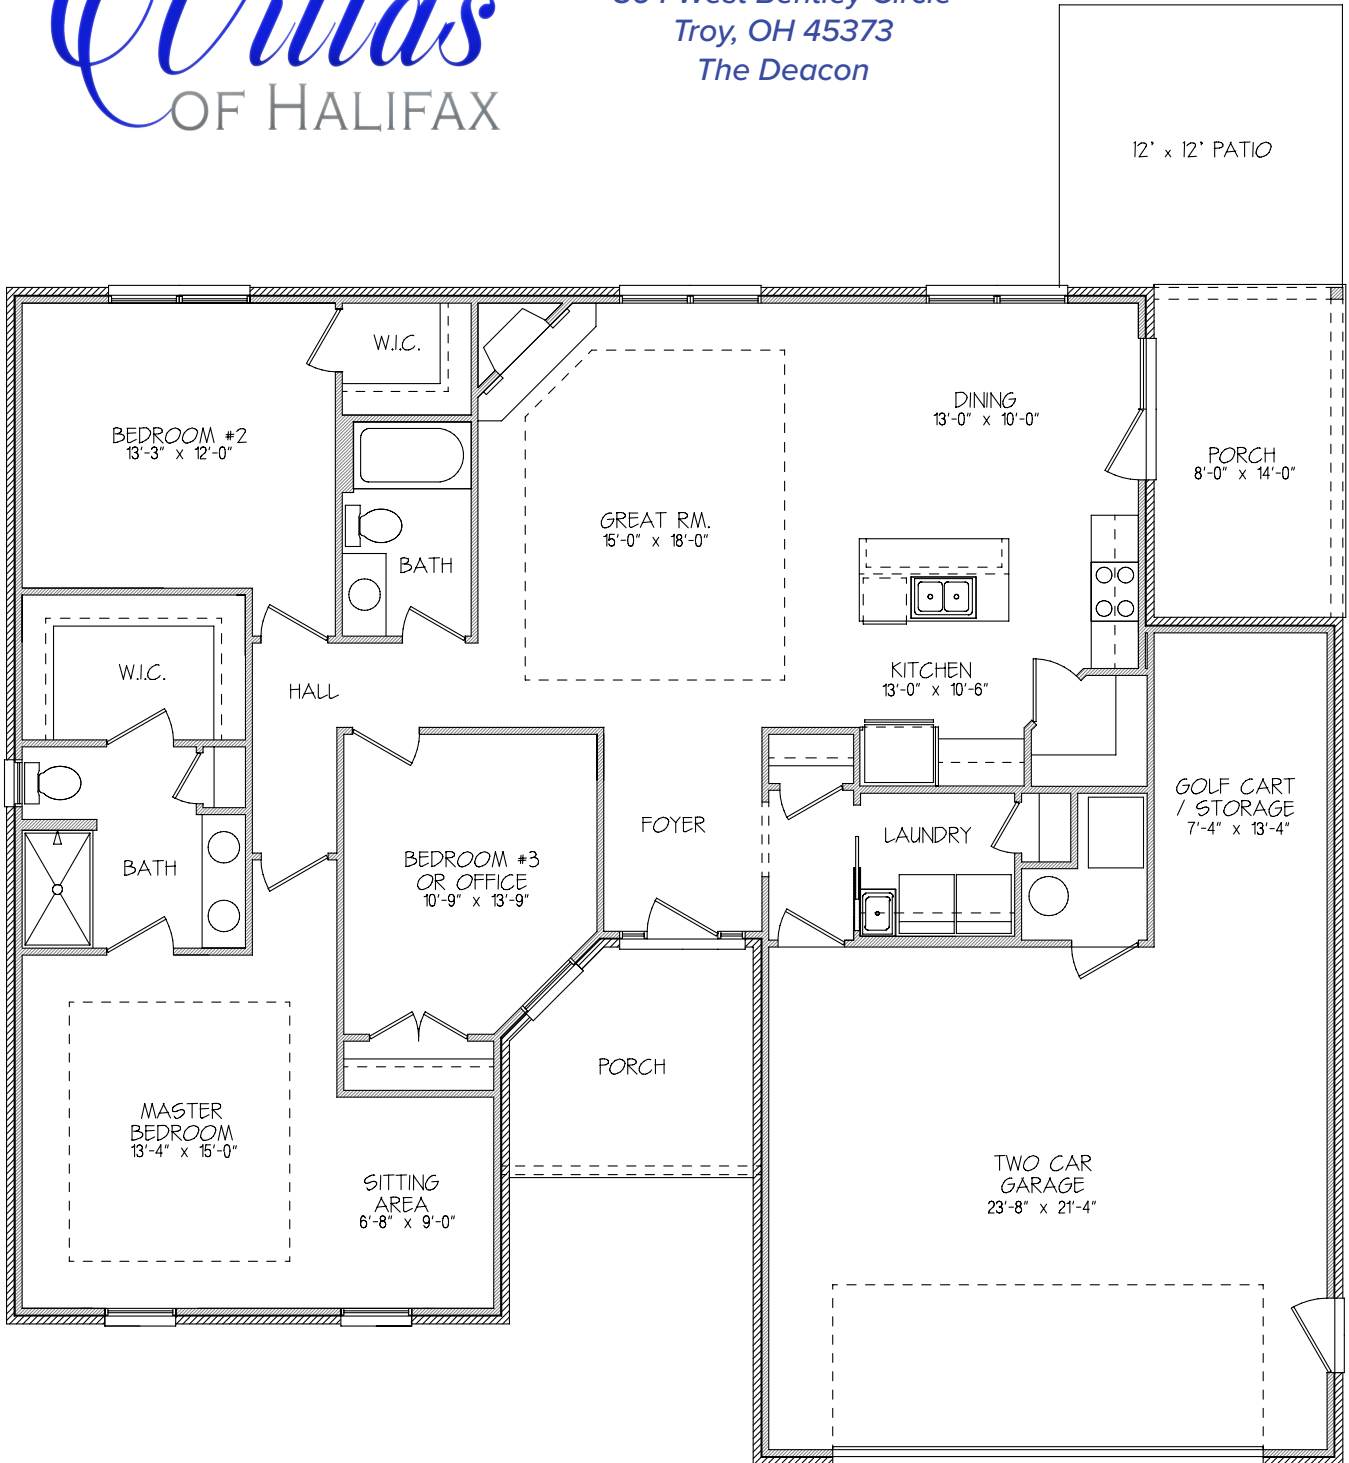 Villas
OF HALIFAX
West Bentley Circle
Troy, OH 45373
The Deacon
12' x 12' PATIO
W.I.C.
BEDROOM #2
13'-3" x 12'-0"
DINING
13'-0" x 10'-0"
PORCH
8'-0" x 14'-0"
GREAT RM.
15'-0" x 18'-0"
BATH
W.I.C.
HALL
KITCHEN
13'-0" x 10'-6"
GOLF CART
/ STORAGE
7'-4" x 13'-4"
FOYER
LAUNDRY
BATH
BEDROOM #3
OR OFFICE
10'-9" x 13'-9"
PORCH
MASTER
BEDROOM
13'-4" x 15'-0"
SITTING
AREA
6'-8" x 9'-0"
TWO CAR
GARAGE
23'-8" x 21'-4"